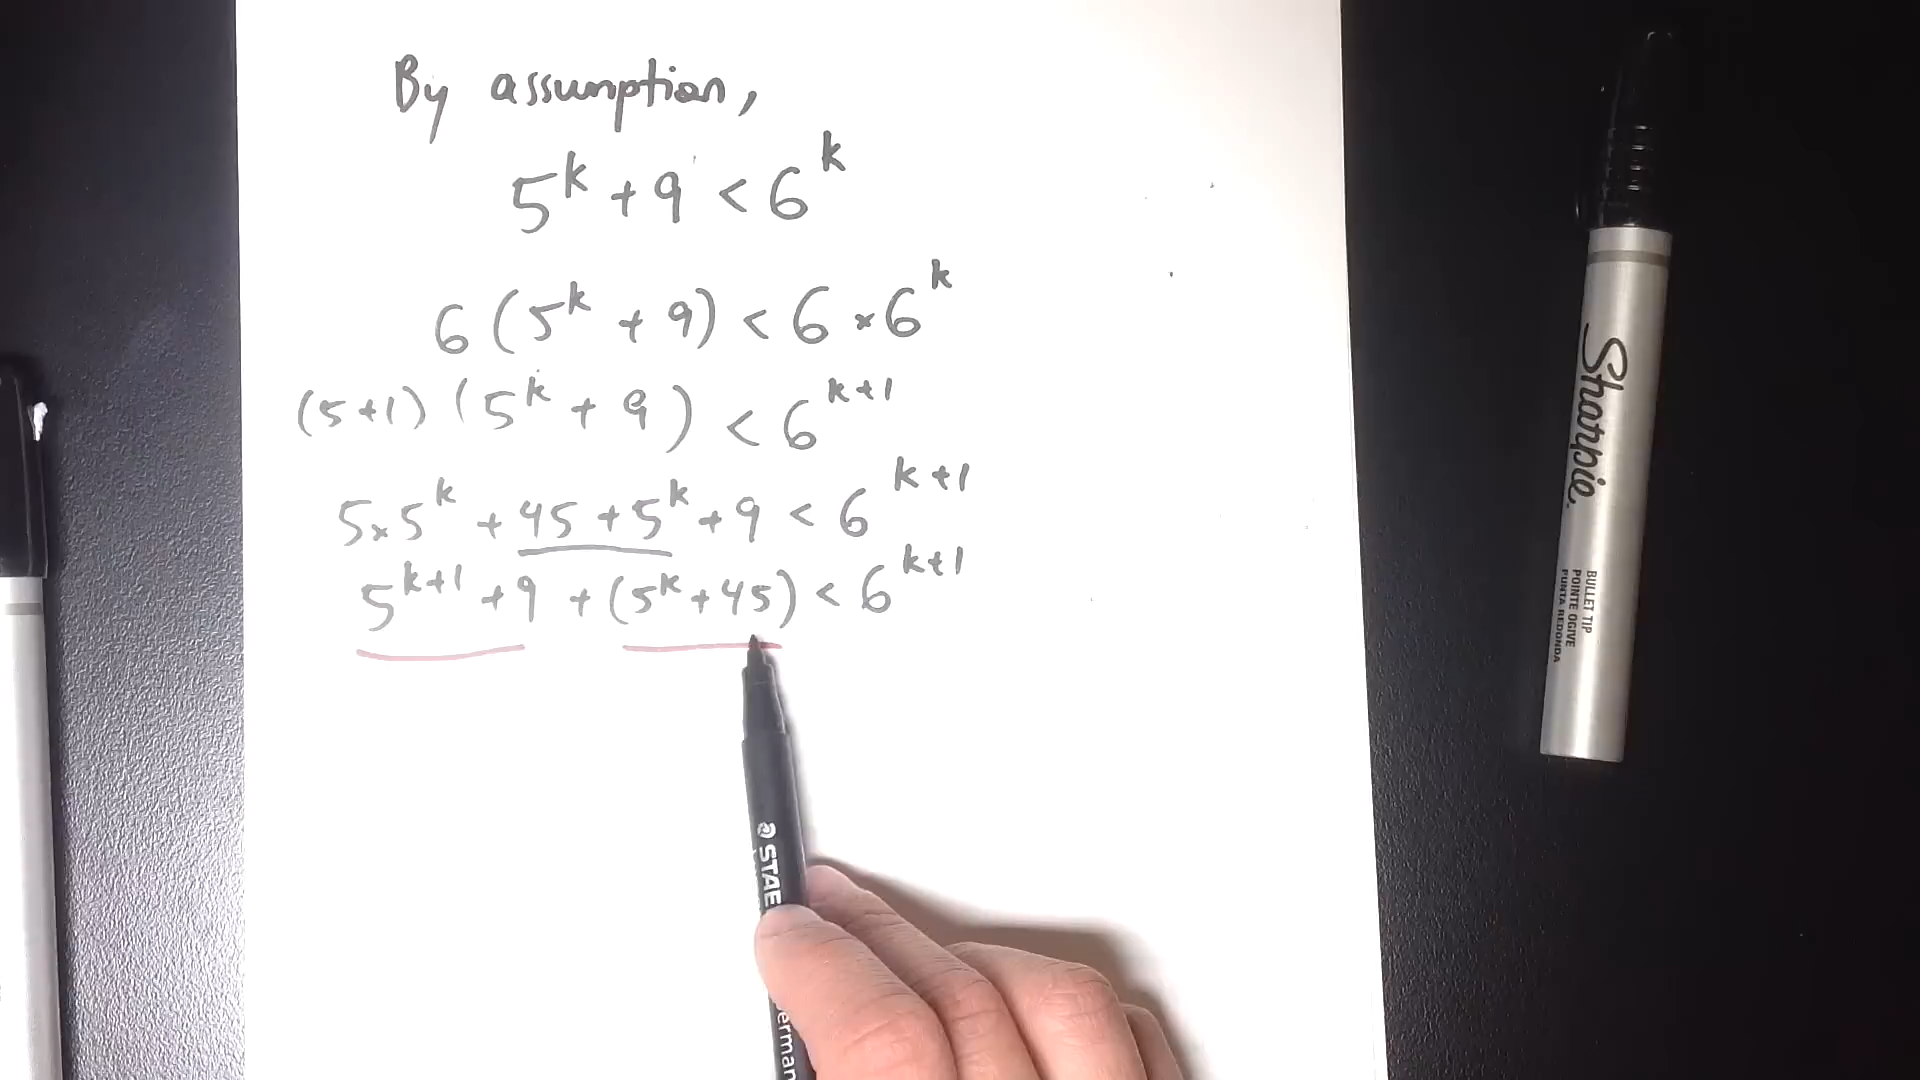 By assumption,
5^k + 9 < 6^k
6 (5^k + 9) < 6 × 6^k
(5+1) (5^k + 9) < 6^{k+1}
5 × 5^k + 45 + 5^k + 9 < 6^{k+1}
5^{k+1} + 9 + (5^k + 45) < 6^{k+1}
Sharpie.
BULLET TIP
POINTE OGIVE
PUNTA REDONDA
STAE
erman